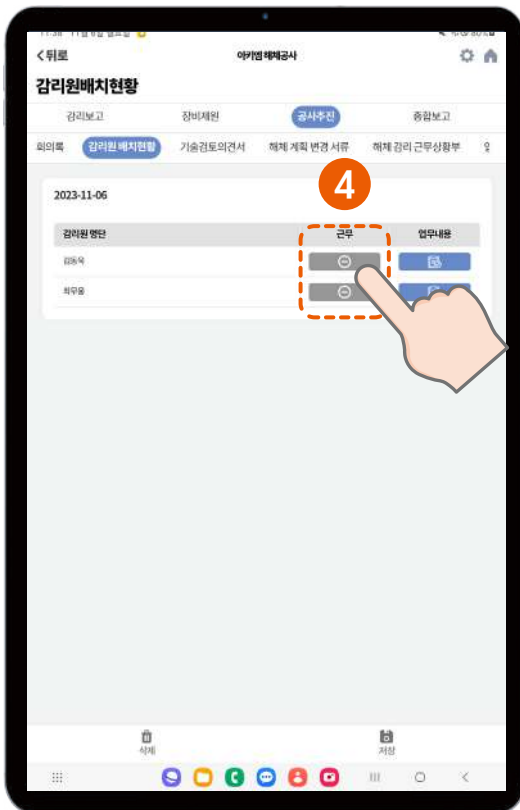 뒤로
아키엠 해체공사
감리원배치현황
감리보고 장비제원 공사추진 종합보고
회의록 감리원 배치현황 기술검토의견서 해체 계획 변경 서류 해체 감리 근무상황부
4
2023-11-06
감리원 명단 근무 업무내용
김동욱
최우용
삭제 저장